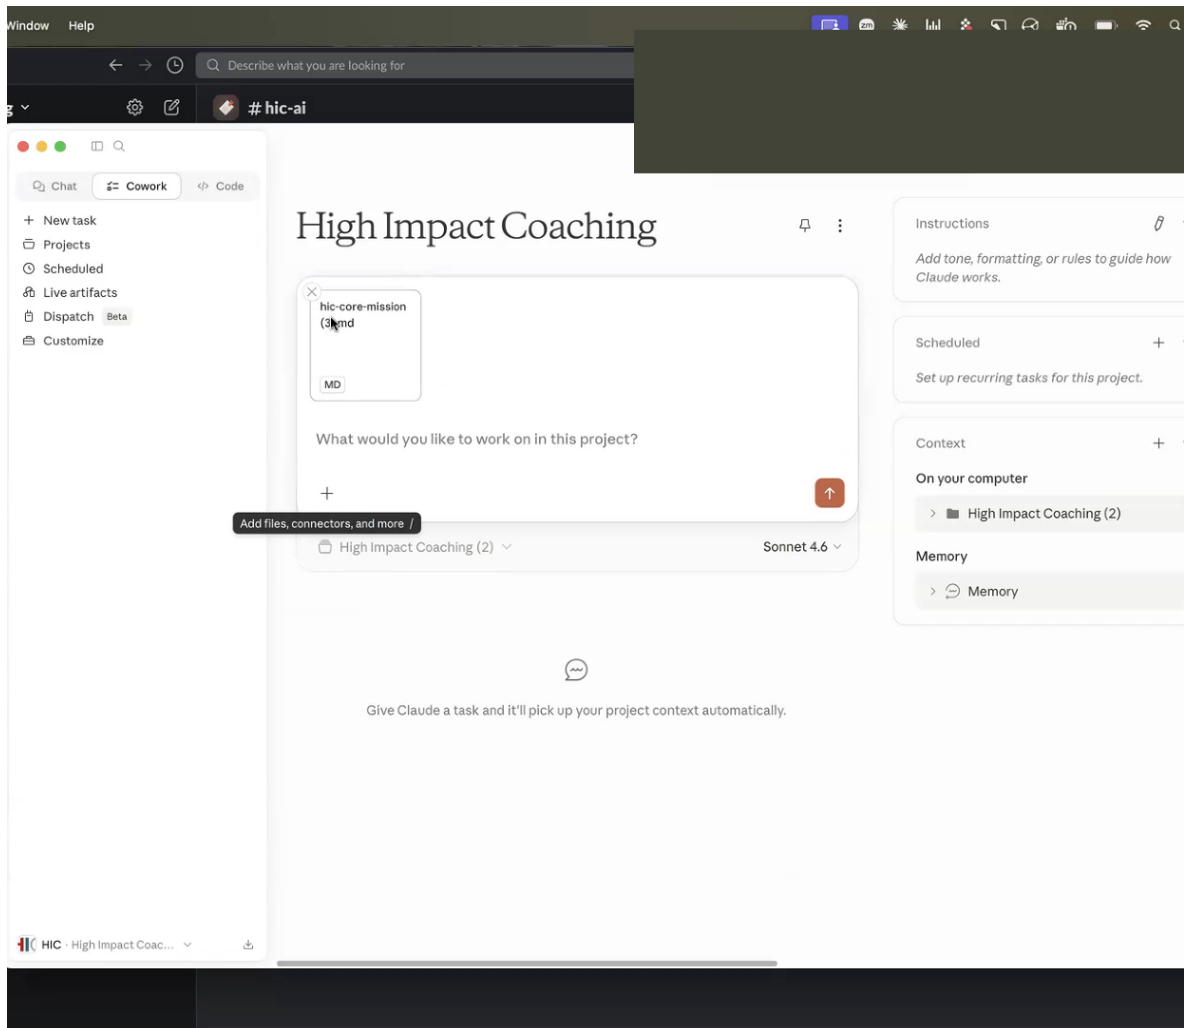 Window Help
zm
Describe what you are looking for
g
# hic-ai
Chat Cowork Code
New task
Projects
Scheduled
Live artifacts
Dispatch Beta
Customize
High Impact Coaching
hic-core-mission
(3).md
MD
What would you like to work on in this project?
Add files, connectors, and more /
High Impact Coaching (2)
Sonnet 4.6
Give Claude a task and it'll pick up your project context automatically.
Instructions
Add tone, formatting, or rules to guide how
Claude works.
Scheduled
Set up recurring tasks for this project.
Context
On your computer
High Impact Coaching (2)
Memory
Memory
HIC · High Impact Coac...